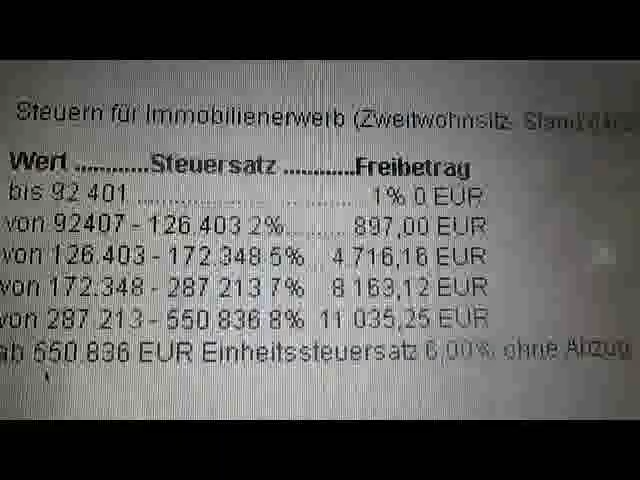 Steuern für Immobilienerwerb (Zweitwohnsitz
Wert ............Steuersatz ............Freibetrag
bis 92 401 ........................................ 1% 0 EUR
von 92407 - 126.403 2%.......... 897,00 EUR
von 126.403 - 172.348 5% 4.716,16 EUR
von 172.348 - 287 213 7% 8 163,12 EUR
von 287 213 - 550 836 8% 11 035,25 EUR
ab 550.836 EUR Einheitssteuersatz 6,00% ohne Abzug